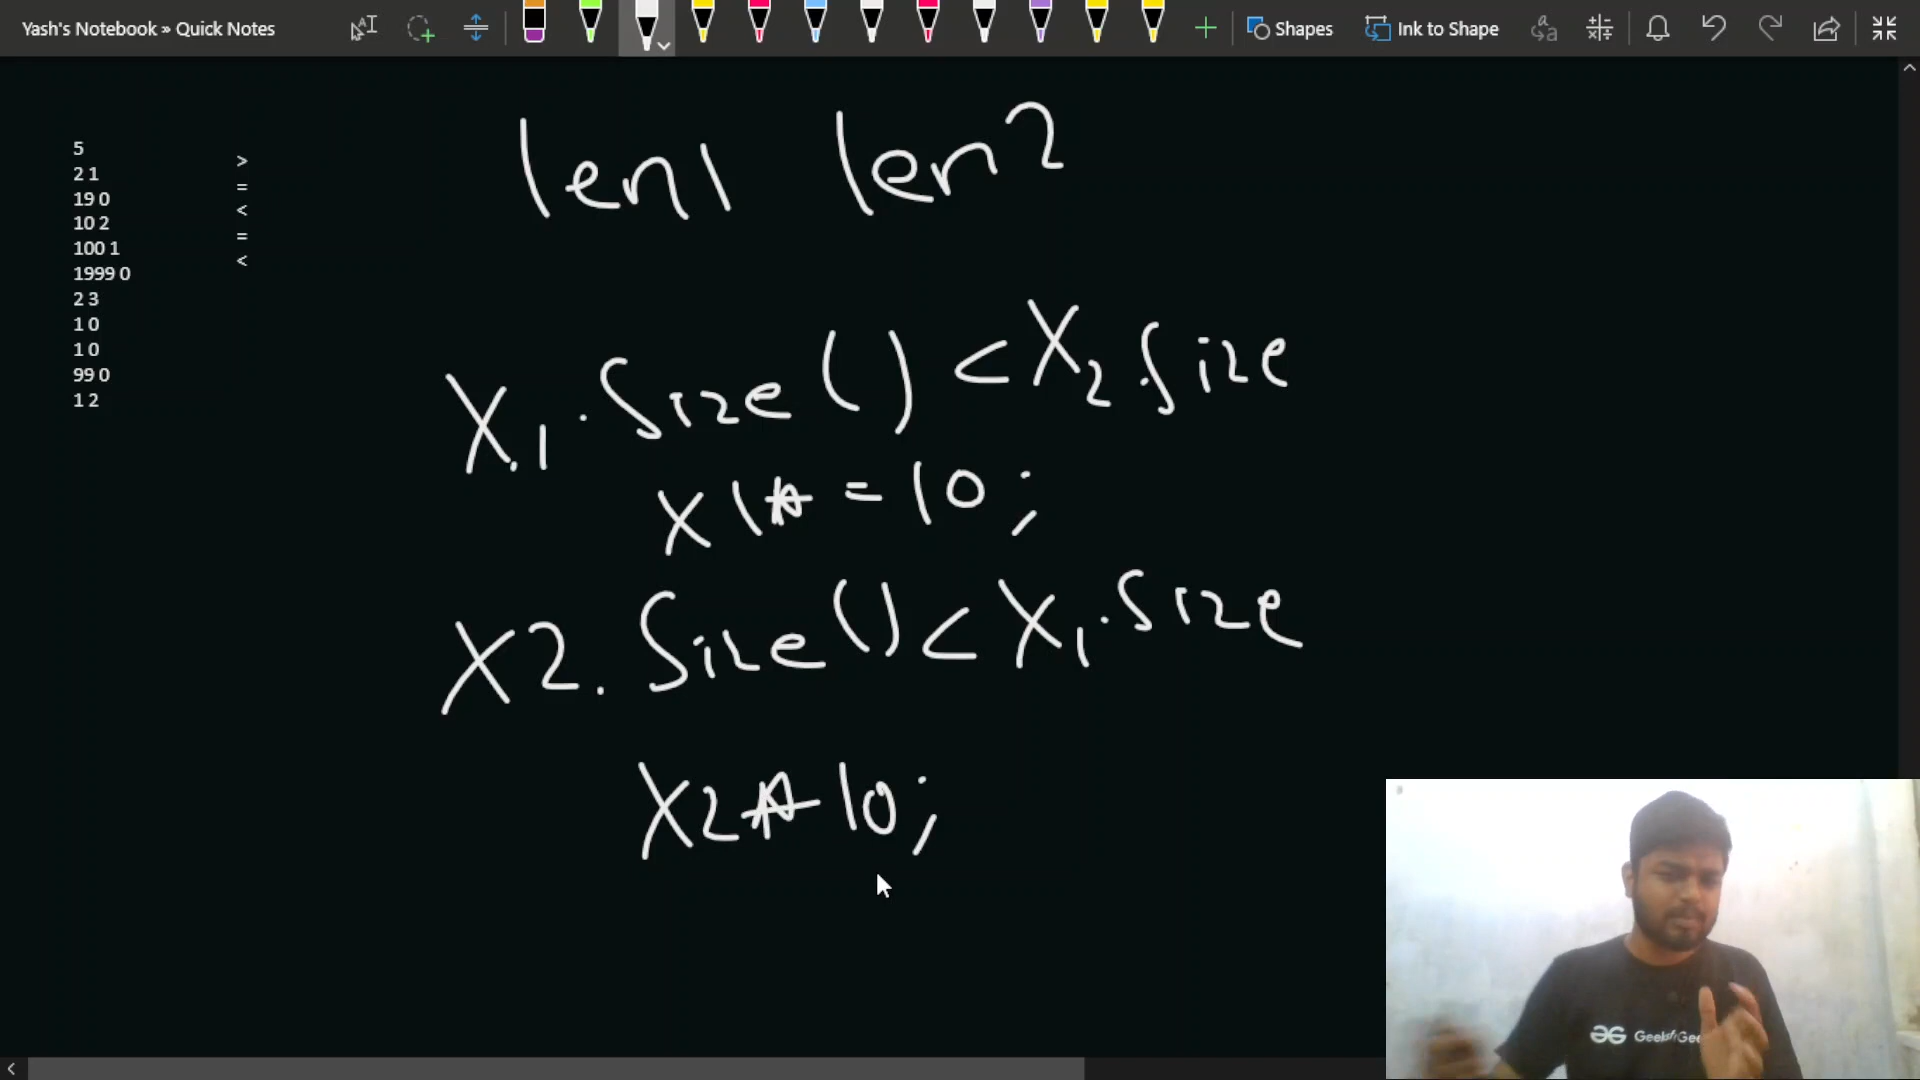 Yash's Notebook » Quick Notes
Shapes
Ink to Shape
5
2 1
19 0
10 2
100 1
1999 0
2 3
1 0
1 0
99 0
1 2
>
=
<
=
<
len1 len2
X1.Size() < X2.Size
X1* = 10;
X2.Size() < X1.Size
X2* 10;